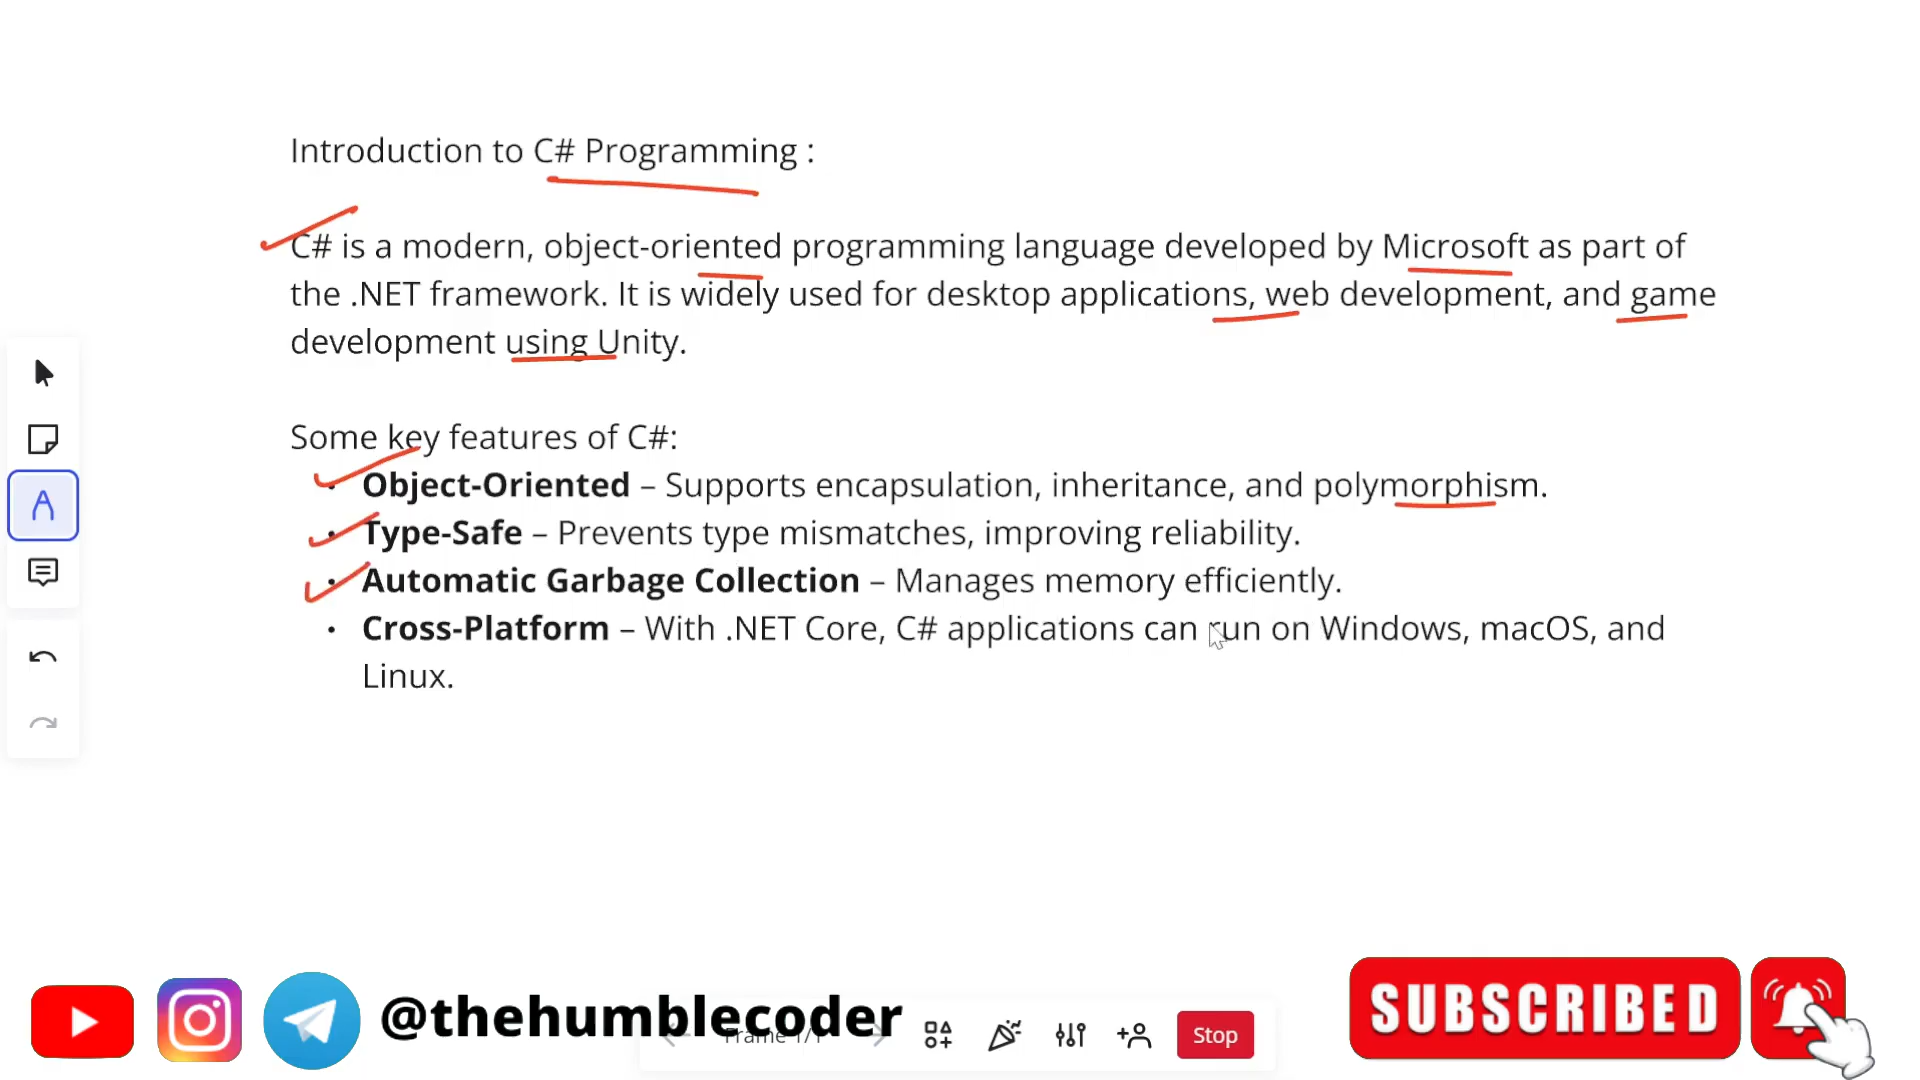 Introduction to C# Programming :
C# is a modern, object-oriented programming language developed by Microsoft as part of
the .NET framework. It is widely used for desktop applications, web development, and game
development using Unity.
Some key features of C#:
• Object-Oriented – Supports encapsulation, inheritance, and polymorphism.
• Type-Safe – Prevents type mismatches, improving reliability.
• Automatic Garbage Collection – Manages memory efficiently.
• Cross-Platform – With .NET Core, C# applications can run on Windows, macOS, and
Linux.
@thehumblecoder
Frame 1/1
Stop
SUBSCRIBED